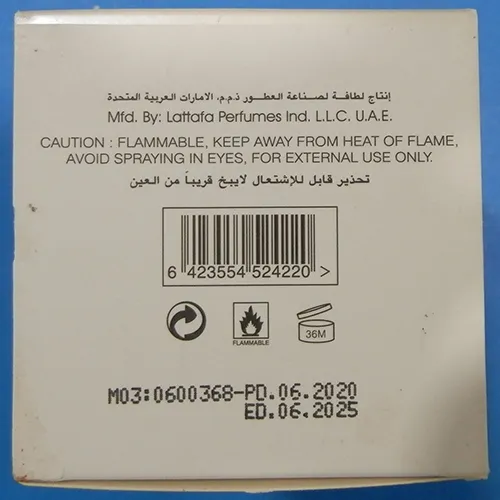 إنتاج لطافة لصناعة العطور ذ.م.م. الامارات العربية المتحدة
Mfd. By: Lattafa Perfumes Ind. L.L.C. U.A.E.
CAUTION : FLAMMABLE, KEEP AWAY FROM HEAT OF FLAME,
AVOID SPRAYING IN EYES, FOR EXTERNAL USE ONLY.
تحذير قابل للإشتعال لايبخ قريباً من العين
6 423554 524220 >
FLAMMABLE
36M
M03:0600368-PD.06.2020
ED.06.2025